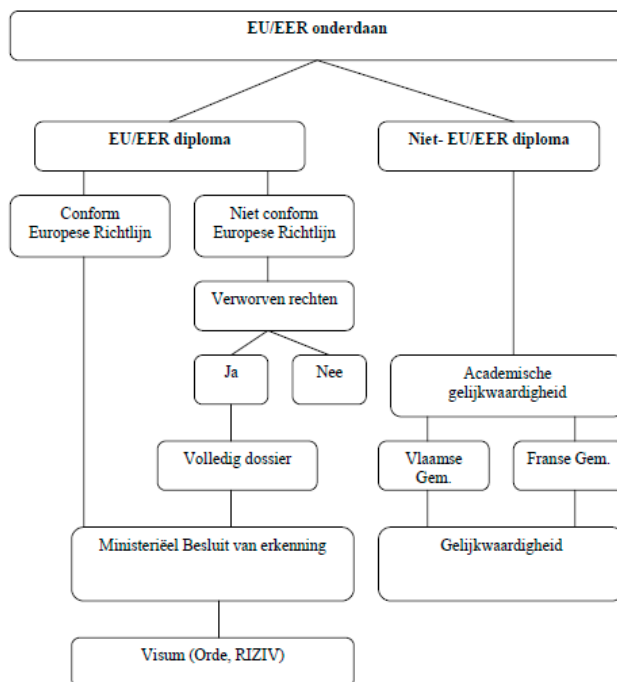 EU/EER onderdaan
EU/EER diploma
Niet- EU/EER diploma
Conform
Europese Richtlijn
Niet conform
Europese Richtlijn
Verworven rechten
Ja
Nee
Academische
gelijkwaardigheid
Volledig dossier
Vlaamse
Gem.
Franse Gem.
Ministeriëel Besluit van erkenning
Gelijkwaardigheid
Visum (Orde, RIZIV)